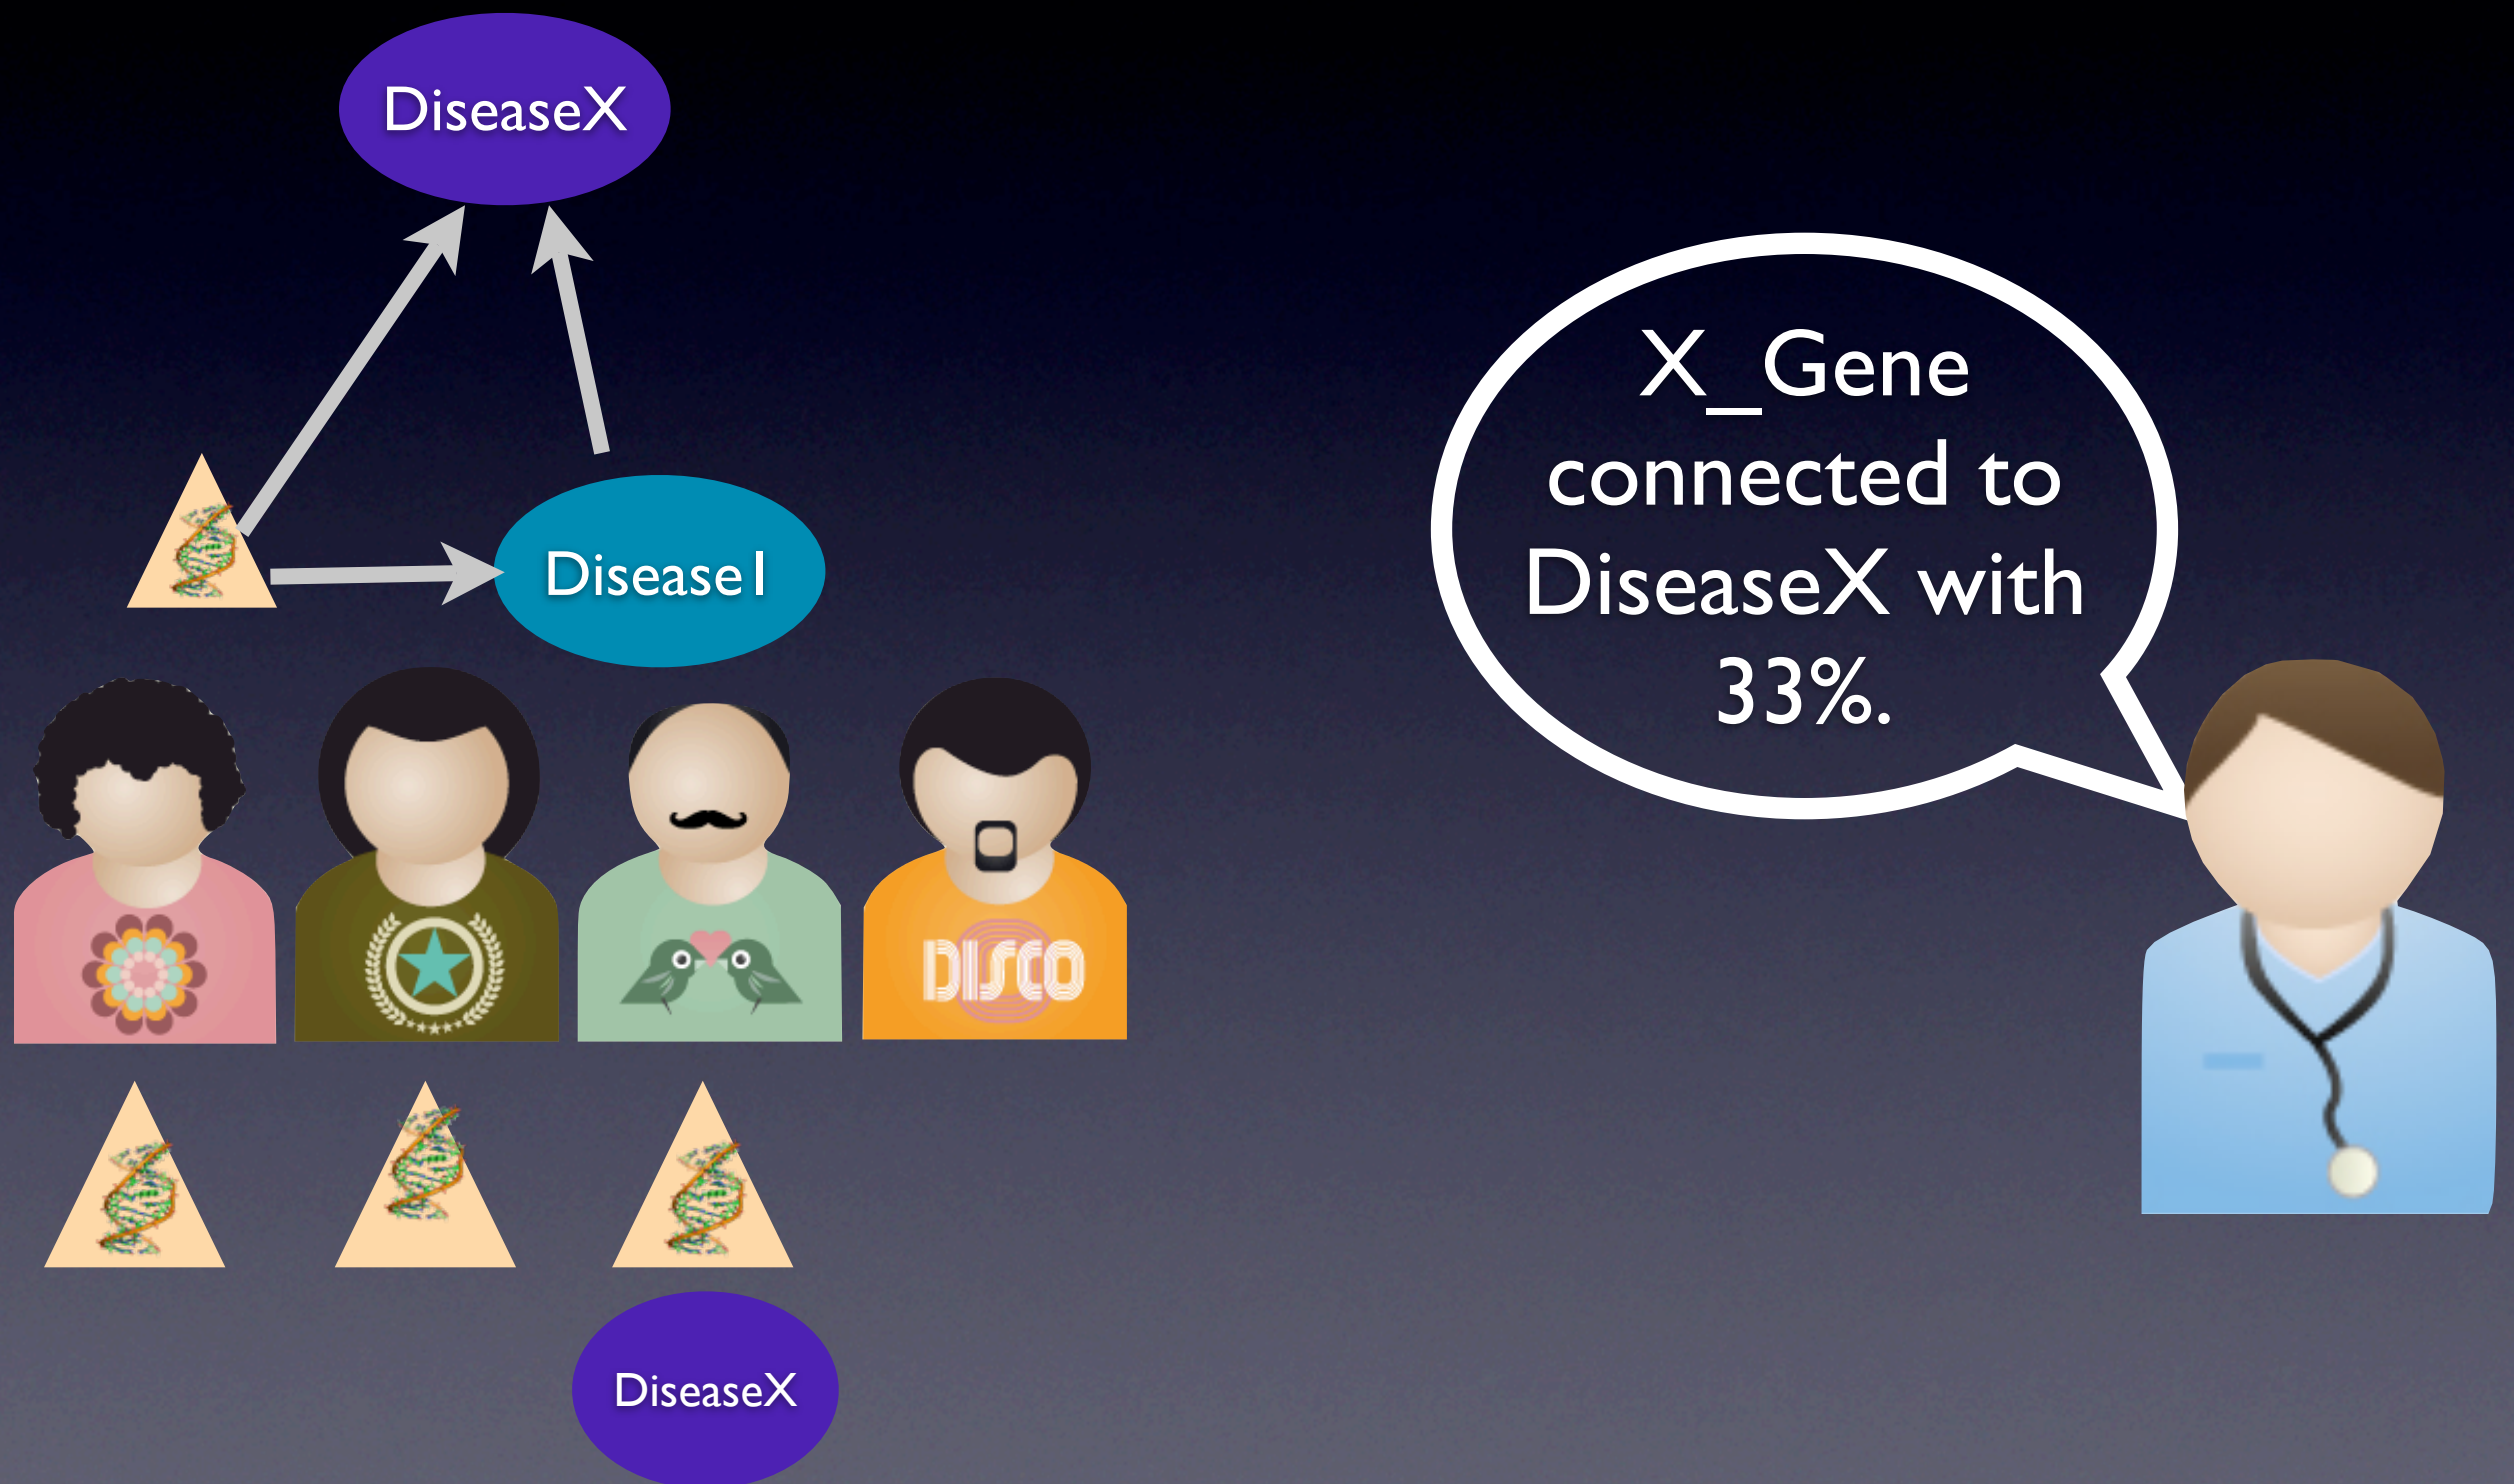 DiseaseX
X_Gene
connected to
DiseaseX with
33%.
Disease1
DISCO
DiseaseX